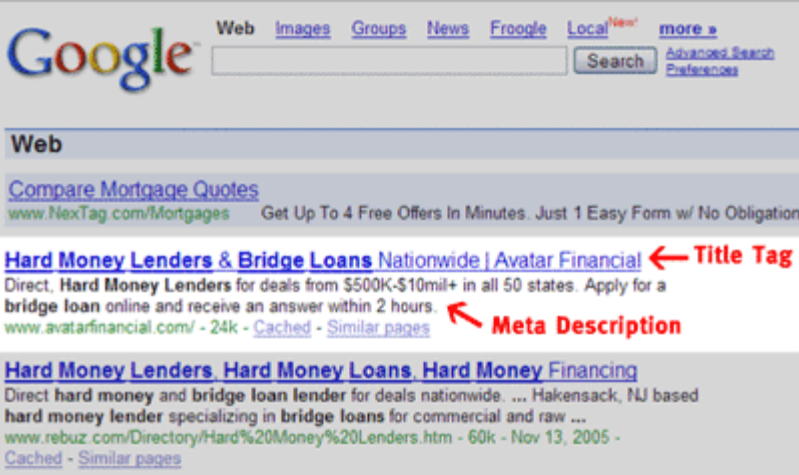 Google™
Web Images Groups News Froogle Local New! more »
Search
Advanced Search
Preferences
Web
Compare Mortgage Quotes
www.NexTag.com/Mortgages Get Up To 4 Free Offers In Minutes. Just 1 Easy Form w/ No Obligation
Hard Money Lenders & Bridge Loans Nationwide | Avatar Financial
Title Tag
Direct, Hard Money Lenders for deals from $500K-$10mil+ in all 50 states. Apply for a
bridge loan online and receive an answer within 2 hours.
Meta Description
www.avatarfinancial.com/ - 24k - Cached - Similar pages
Hard Money Lenders, Hard Money Loans, Hard Money Financing
Direct hard money and bridge loan lender for deals nationwide. ... Hakensack, NJ based
hard money lender specializing in bridge loans for commercial and raw ...
www.rebuz.com/Directory/Hard%20Money%20Lenders.htm - 60k - Nov 13, 2005 -
Cached - Similar pages